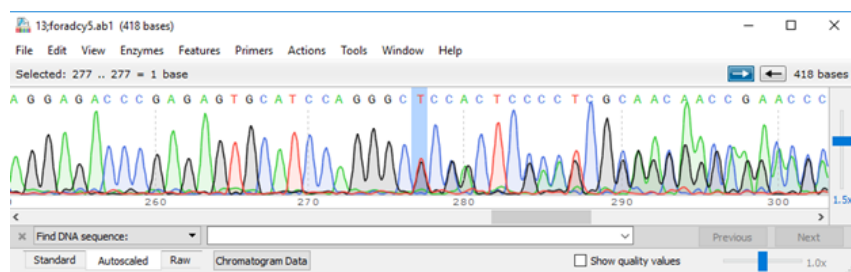 13;foradcy5.ab1 (418 bases)
File Edit View Enzymes Features Primers Actions Tools Window Help
Selected: 277 .. 277 = 1 base
418 bases
A G G A G A C C C G A G A G T G C A T C C A G G G C T C C A C T C C C C T C G C A A C A A C C G A A C C C
260 270 280 290 300
1.5x
Find DNA sequence: Previous Next
Standard Autoscaled Raw Chromatogram Data Show quality values 1.0x